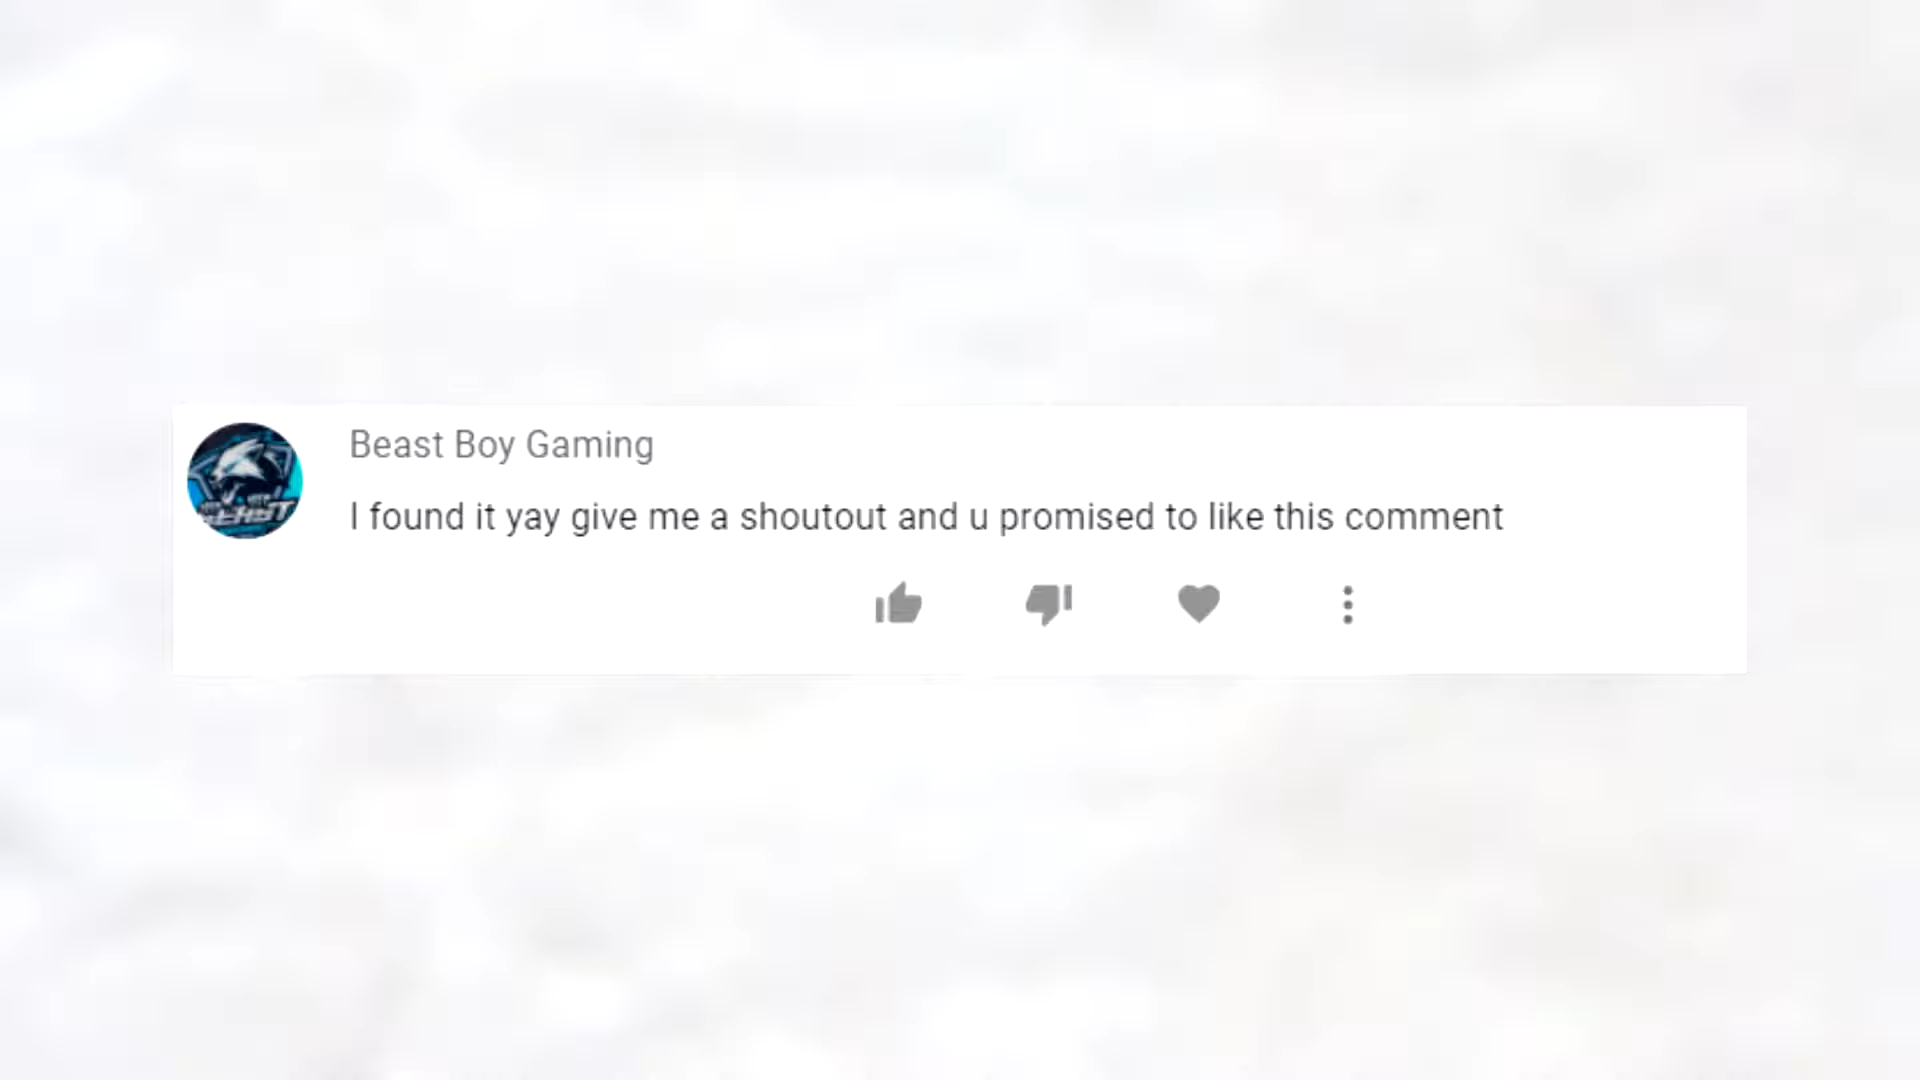 Beast Boy Gaming
I found it yay give me a shoutout and u promised to like this comment